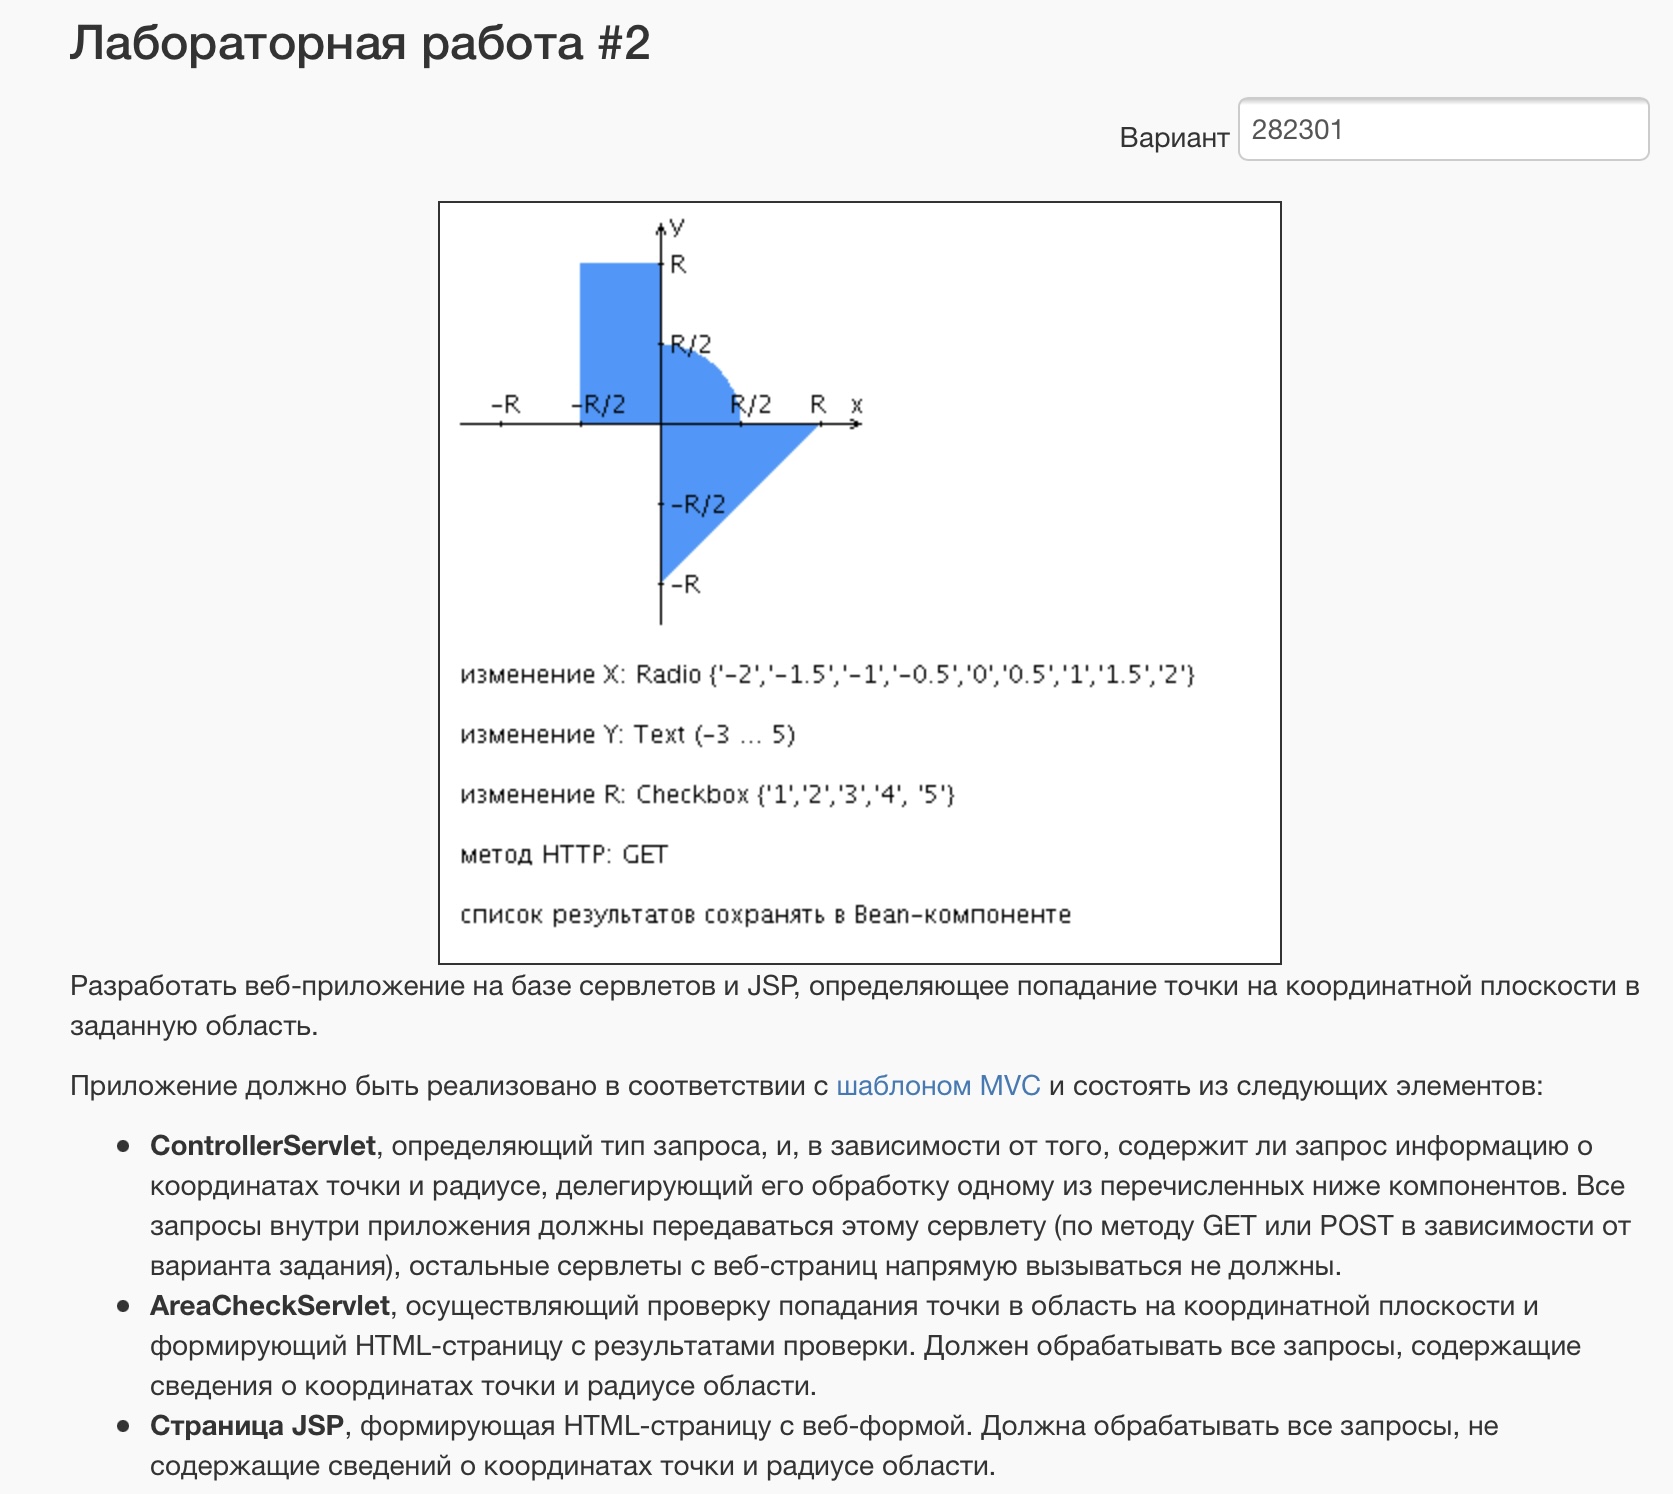 Лабораторная работа #2
Вариант 282301
y
R
R/2
-R -R/2 R/2 R x
-R/2
-R
изменение X: Radio {'-2','-1.5','-1','-0.5','0','0.5','1','1.5','2'}
изменение Y: Text (-3 ... 5)
изменение R: Checkbox {'1','2','3','4', '5'}
метод HTTP: GET
список результатов сохранять в Bean-компоненте
Разработать веб-приложение на базе сервлетов и JSP, определяющее попадание точки на координатной плоскости в
заданную область.
Приложение должно быть реализовано в соответствии с шаблоном MVC и состоять из следующих элементов:
● ControllerServlet, определяющий тип запроса, и, в зависимости от того, содержит ли запрос информацию о
координатах точки и радиусе, делегирующий его обработку одному из перечисленных ниже компонентов. Все
запросы внутри приложения должны передаваться этому сервлету (по методу GET или POST в зависимости от
варианта задания), остальные сервлеты с веб-страниц напрямую вызываться не должны.
● AreaCheckServlet, осуществляющий проверку попадания точки в область на координатной плоскости и
формирующий HTML-страницу с результатами проверки. Должен обрабатывать все запросы, содержащие
сведения о координатах точки и радиусе области.
● Страница JSP, формирующая HTML-страницу с веб-формой. Должна обрабатывать все запросы, не
содержащие сведений о координатах точки и радиусе области.